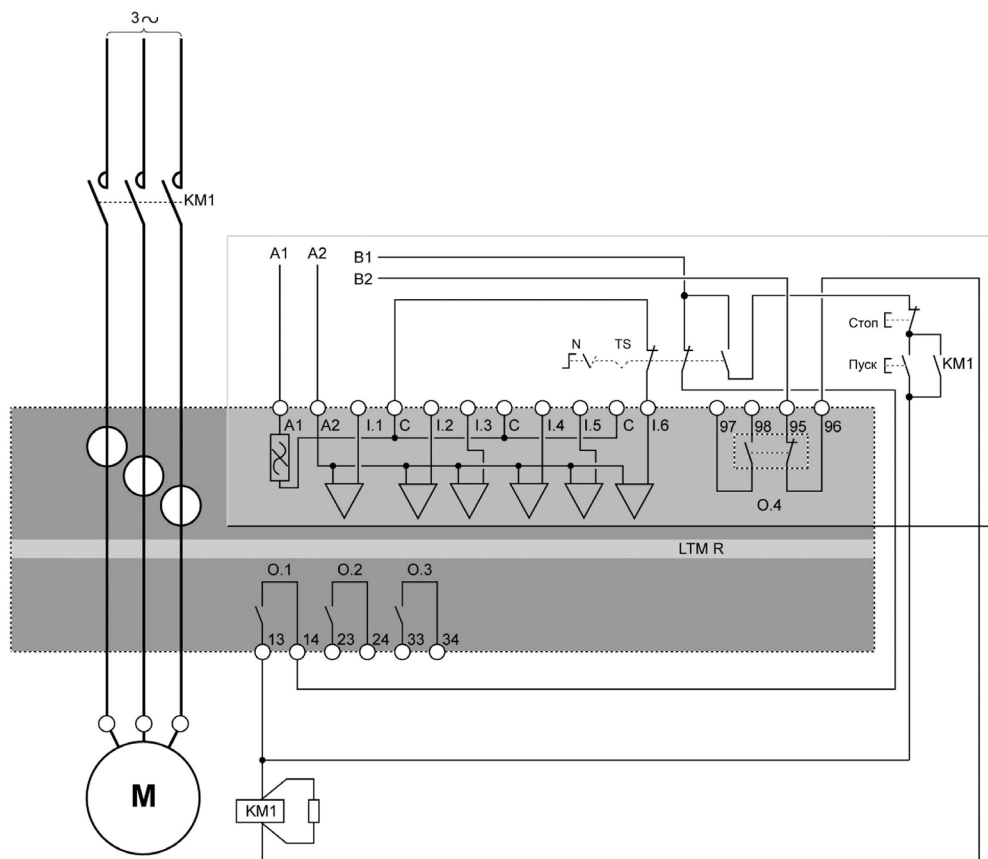 3~
KM1
A1 A2 B1
B2
Стоп
N TS
Пуск KM1
A1 A2 I.1 C I.2 I.3 C I.4 I.5 C I.6 97 98 95 96
O.4
LTM R
O.1 O.2 O.3
13 14 23 24 33 34
M
KM1